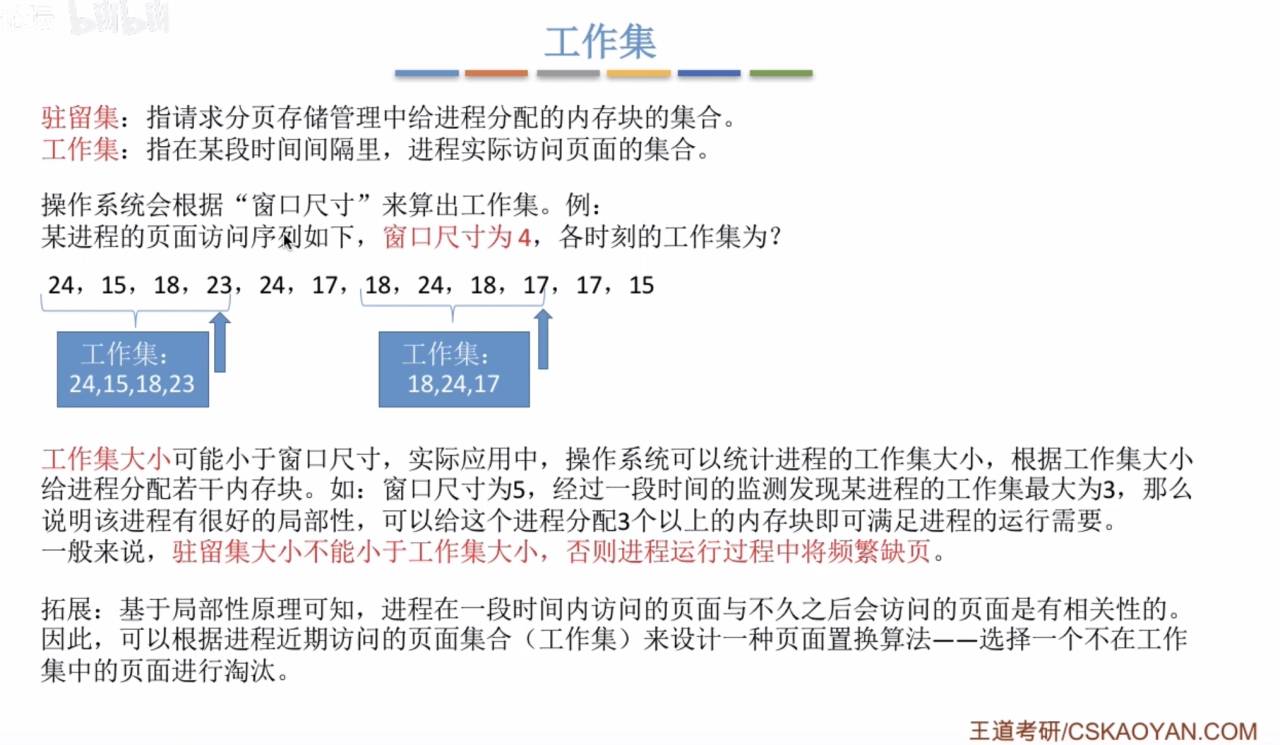 bilibili
工作集
驻留集：指请求分页存储管理中给进程分配的内存块的集合。
工作集：指在某段时间间隔里，进程实际访问页面的集合。
操作系统会根据“窗口尺寸”来算出工作集。例：
某进程的页面访问序列如下，窗口尺寸为 4，各时刻的工作集为？
24，15，18，23，24，17，18，24，18，17，17，15
工作集：
24,15,18,23
工作集：
18,24,17
工作集大小可能小于窗口尺寸，实际应用中，操作系统可以统计进程的工作集大小，根据工作集大小
给进程分配若干内存块。如：窗口尺寸为5，经过一段时间的监测发现某进程的工作集最大为3，那么
说明该进程有很好的局部性，可以给这个进程分配3个以上的内存块即可满足进程的运行需要。
一般来说，驻留集大小不能小于工作集大小，否则进程运行过程中将频繁缺页。
拓展：基于局部性原理可知，进程在一段时间内访问的页面与不久之后会访问的页面是有相关性的。
因此，可以根据进程近期访问的页面集合（工作集）来设计一种页面置换算法——选择一个不在工作
集中的页面进行淘汰。
王道考研/CSKAOYAN.COM